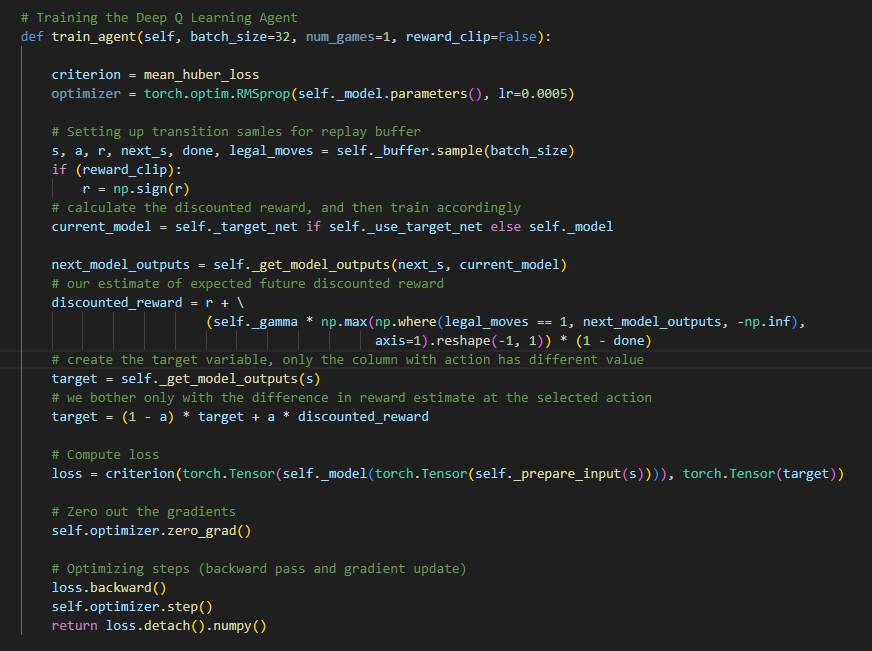 # Training the Deep Q Learning Agent
def train_agent(self, batch_size=32, num_games=1, reward_clip=False):
criterion = mean_huber_loss
optimizer = torch.optim.RMSprop(self._model.parameters(), lr=0.0005)
# Setting up transition samles for replay buffer
s, a, r, next_s, done, legal_moves = self._buffer.sample(batch_size)
if (reward_clip):
r = np.sign(r)
# calculate the discounted reward, and then train accordingly
current_model = self._target_net if self._use_target_net else self._model
next_model_outputs = self._get_model_outputs(next_s, current_model)
# our estimate of expected future discounted reward
discounted_reward = r + \
(self._gamma * np.max(np.where(legal_moves == 1, next_model_outputs, -np.inf),
axis=1).reshape(-1, 1)) * (1 - done)
# create the target variable, only the column with action has different value
target = self._get_model_outputs(s)
# we bother only with the difference in reward estimate at the selected action
target = (1 - a) * target + a * discounted_reward
# Compute loss
loss = criterion(torch.Tensor(self._model(torch.Tensor(self._prepare_input(s)))), torch.Tensor(target))
# Zero out the gradients
self.optimizer.zero_grad()
# Optimizing steps (backward pass and gradient update)
loss.backward()
self.optimizer.step()
return loss.detach().numpy()